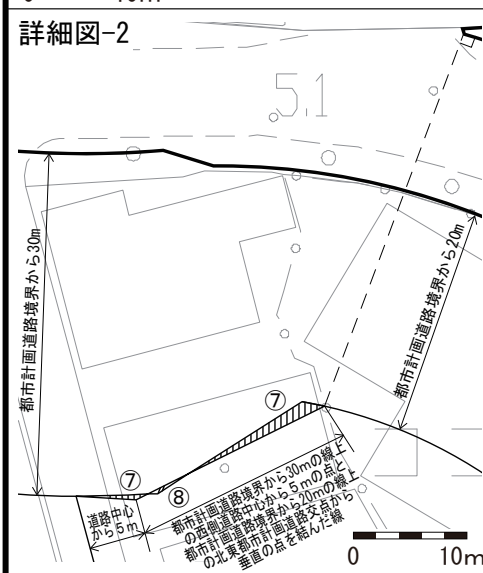 詳細図-2
5.1
都市計画道路境界から30m
都市計画道路境界から20m
⑦
⑦
⑧
道路中心
から5m
都市計画道路境界から30mの線上
の西側道路中心から5mの点と
都市計画道路境界から20mの線上
の北東都市計画道路交点から
垂直の点を結んだ線
0 10m